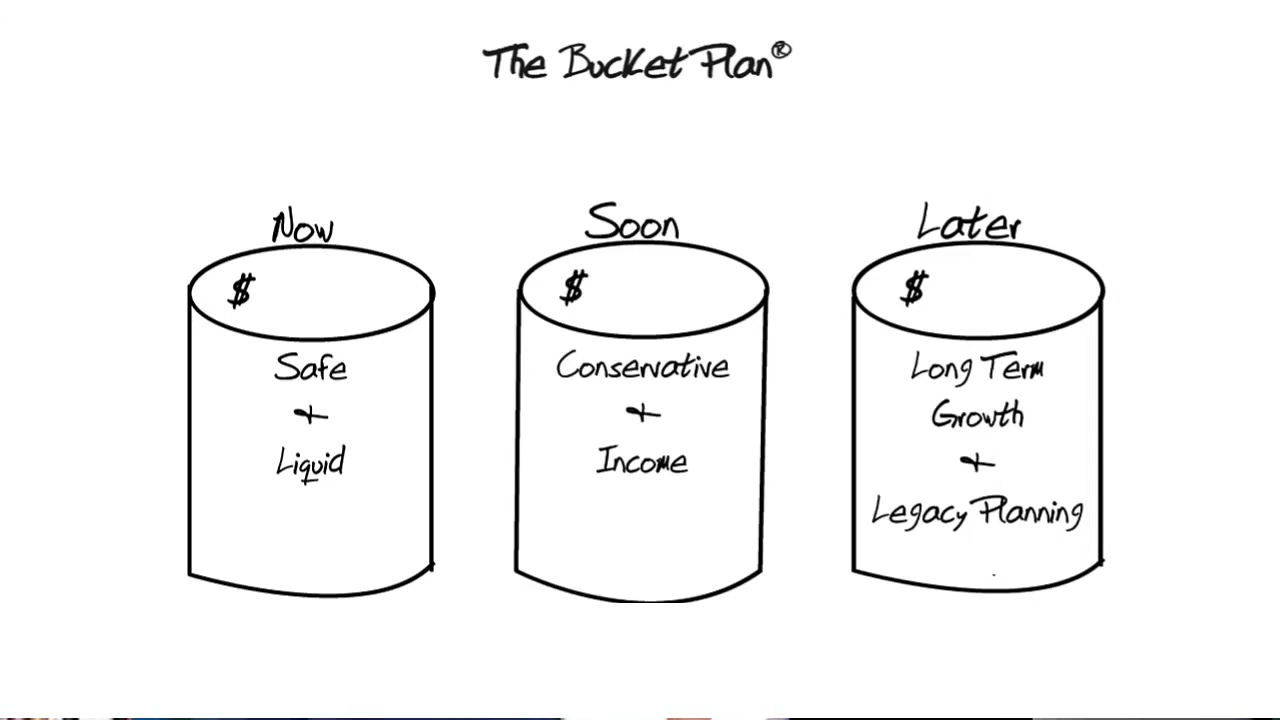 The Bucket Plan®
Now
$
Safe
+
Liquid
Soon
$
Conservative
+
Income
Later
$
Long Term
Growth
+
Legacy Planning